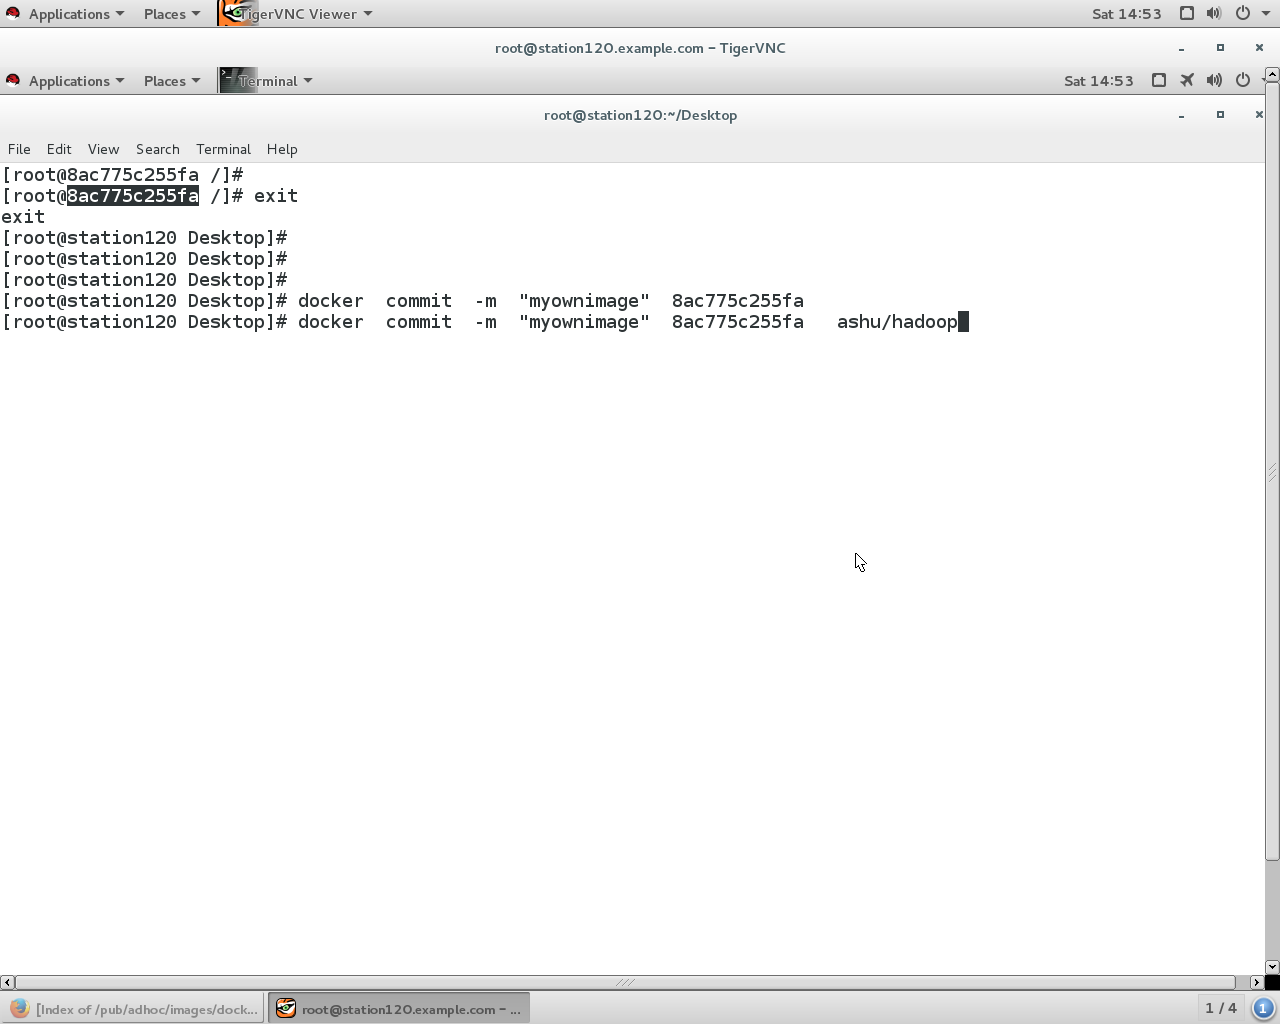 Applications Places TigerVNC Viewer Sat 14:53
root@station120.example.com – TigerVNC
Applications Places Terminal Sat 14:53
root@station120:~/Desktop
File Edit View Search Terminal Help
[root@8ac775c255fa /]#
[root@8ac775c255fa /]# exit
exit
[root@station120 Desktop]#
[root@station120 Desktop]#
[root@station120 Desktop]#
[root@station120 Desktop]# docker  commit  -m  "myownimage"  8ac775c255fa
[root@station120 Desktop]# docker  commit  -m  "myownimage"  8ac775c255fa   ashu/hadoop
[Index of /pub/adhoc/images/dock... root@station120.example.com – ... 1 / 4 1